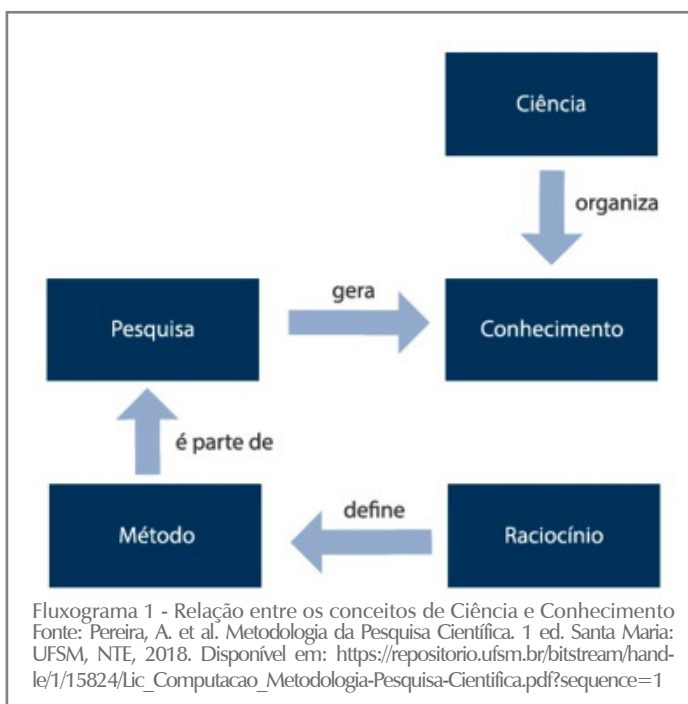 Ciência
organiza
gera
Pesquisa
Conhecimento
é parte de
define
Método
Raciocínio
Fluxograma 1 - Relação entre os conceitos de Ciência e Conhecimento
Fonte: Pereira, A. et al. Metodologia da Pesquisa Científica. 1 ed. Santa Maria:
UFSM, NTE, 2018. Disponível em: https://repositorio.ufsm.br/bitstream/hand-
le/1/15824/Lic_Computacao_Metodologia-Pesquisa-Cientifica.pdf?sequence=1